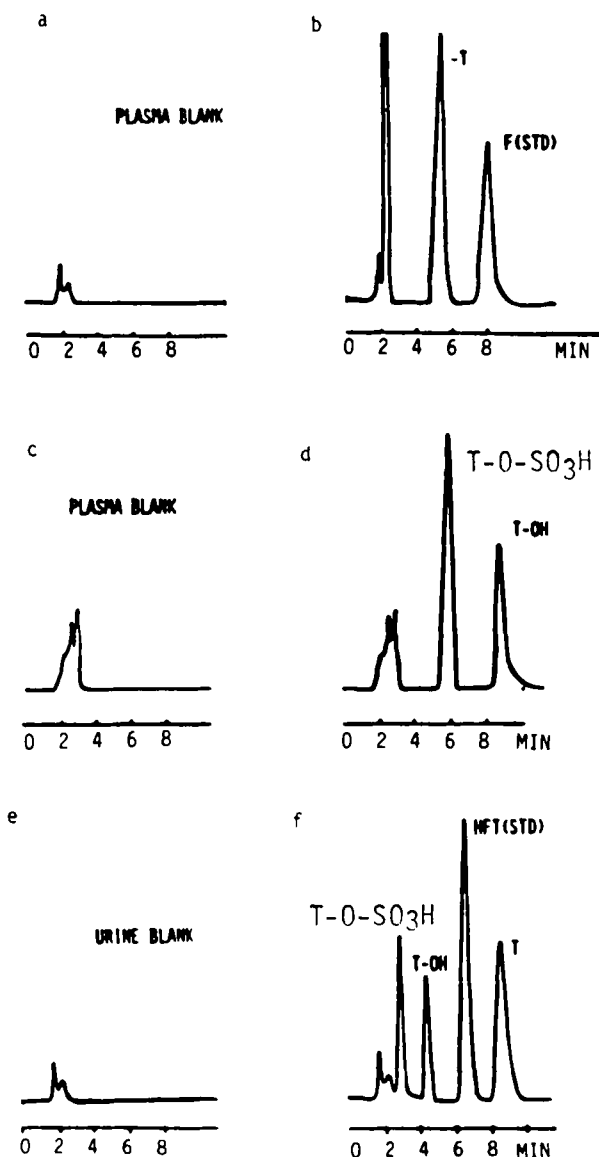 a
b
PLASMA BLANK
-T
F(STD)
0 2 4 6 8
0 2 4 6 8 MIN
c
d
PLASMA BLANK
T-O-SO₃H
T-OH
0 2 4 6 8
0 2 4 6 8 MIN
e
f
URINE BLANK
NFT(STD)
T-O-SO₃H
T-OH
T
0 2 4 6 8
0 2 4 6 8 MIN